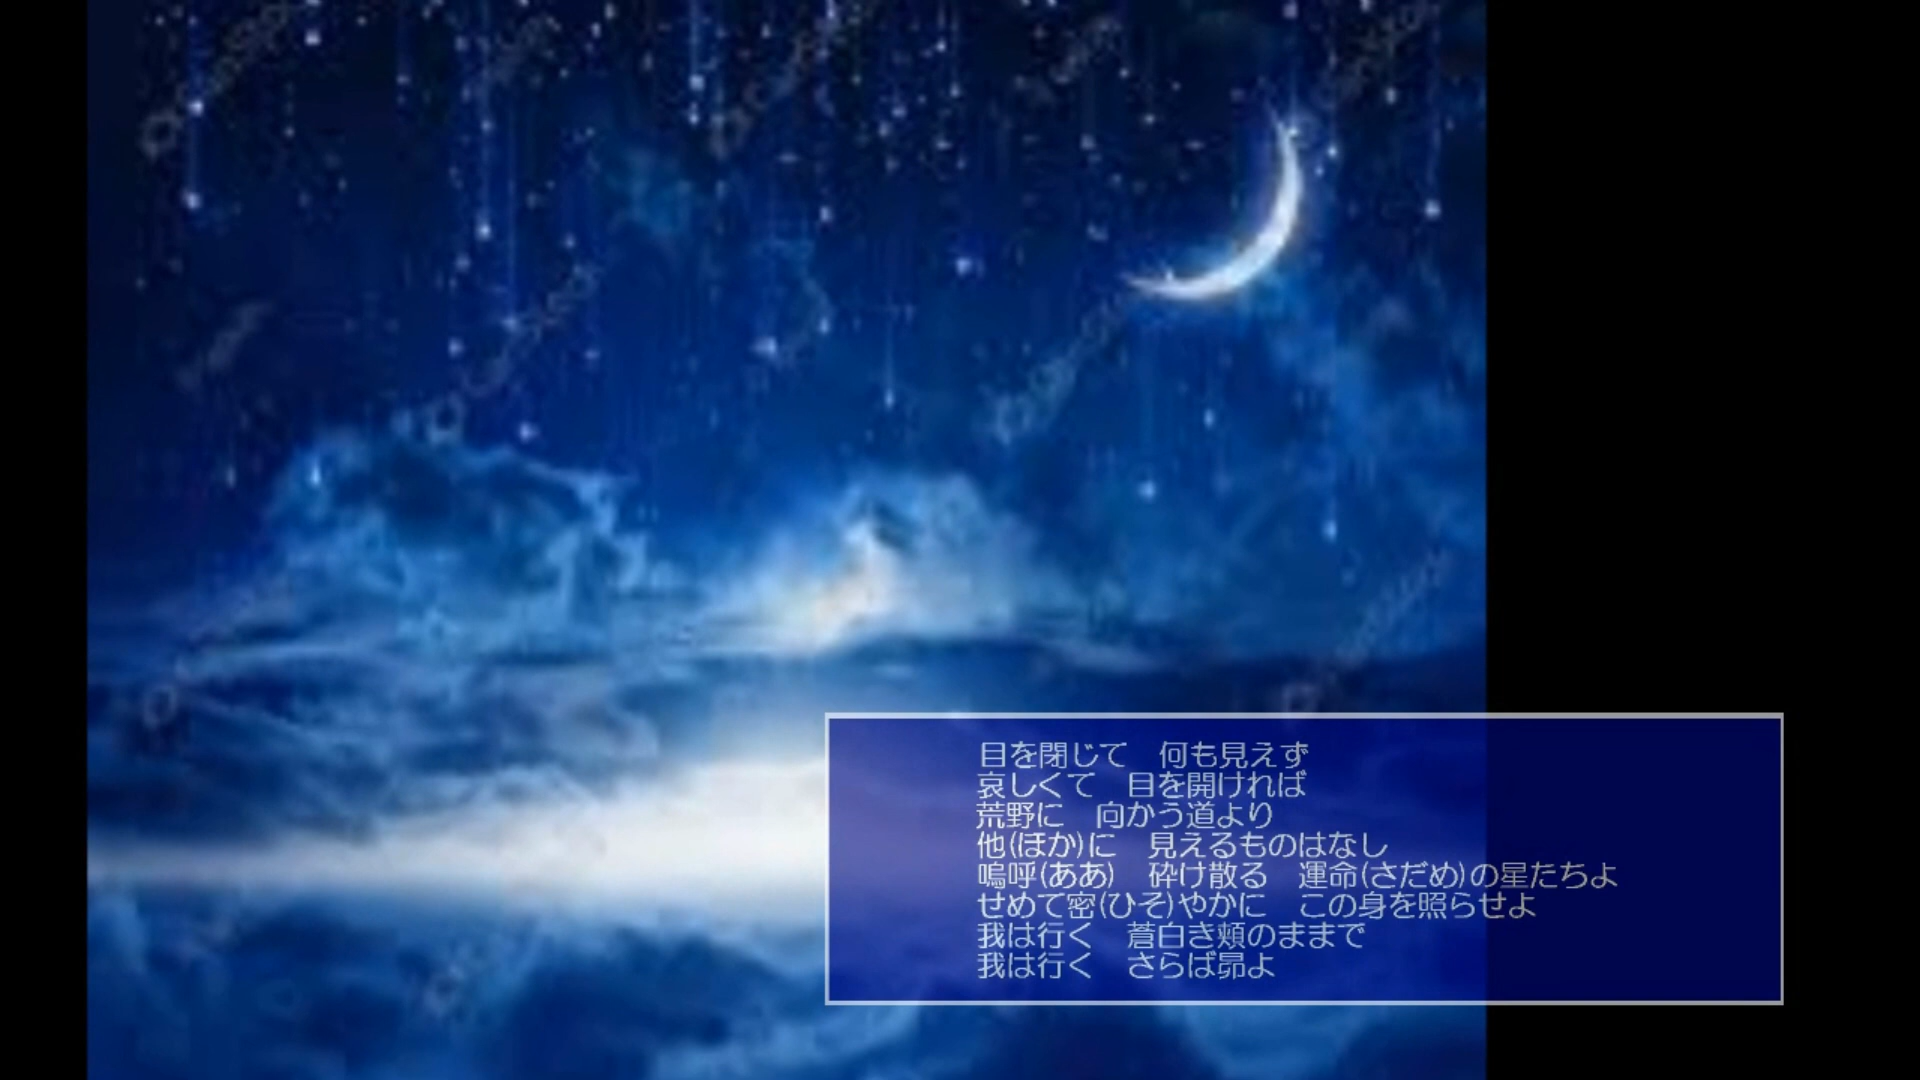 目を閉じて　何も見えず
哀しくて　目を開ければ
荒野に　向かう道より
他(ほか)に　見えるものはなし
嗚呼(ああ)　砕け散る　運命(さだめ)の星たちよ
せめて密(ひそ)やかに　この身を照らせよ
我は行く　蒼白き頬のままで
我は行く　さらば昴よ